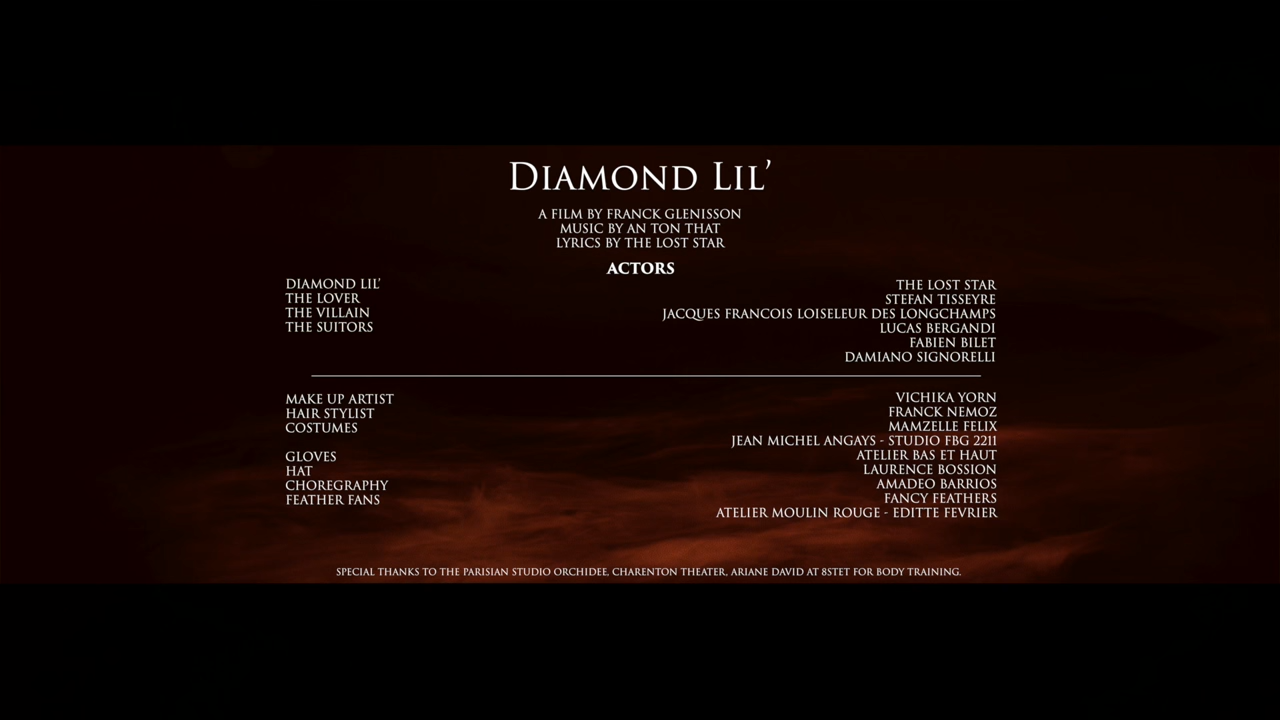 DIAMOND LIL'
A FILM BY FRANCK GLENISSON
MUSIC BY AN TON THAT
LYRICS BY THE LOST STAR
ACTORS
DIAMOND LIL' THE LOST STAR
THE LOVER STEFAN TISSEYRE
THE VILLAIN JACQUES FRANCOIS LOISELEUR DES LONGCHAMPS
THE SUITORS LUCAS BERGANDI
FABIEN BILET
DAMIANO SIGNORELLI
MAKE UP ARTIST VICHIKA YORN
HAIR STYLIST FRANCK NEMOZ
COSTUMES MAMZELLE FELIX
JEAN MICHEL ANGAYS - STUDIO FBG 2211
GLOVES ATELIER BAS ET HAUT
HAT LAURENCE BOSSION
CHOREGRAPHY AMADEO BARRIOS
FEATHER FANS FANCY FEATHERS
ATELIER MOULIN ROUGE - EDITTE FEVRIER
SPECIAL THANKS TO THE PARISIAN STUDIO ORCHIDEE, CHARENTON THEATER, ARIANE DAVID AT 8STET FOR BODY TRAINING.